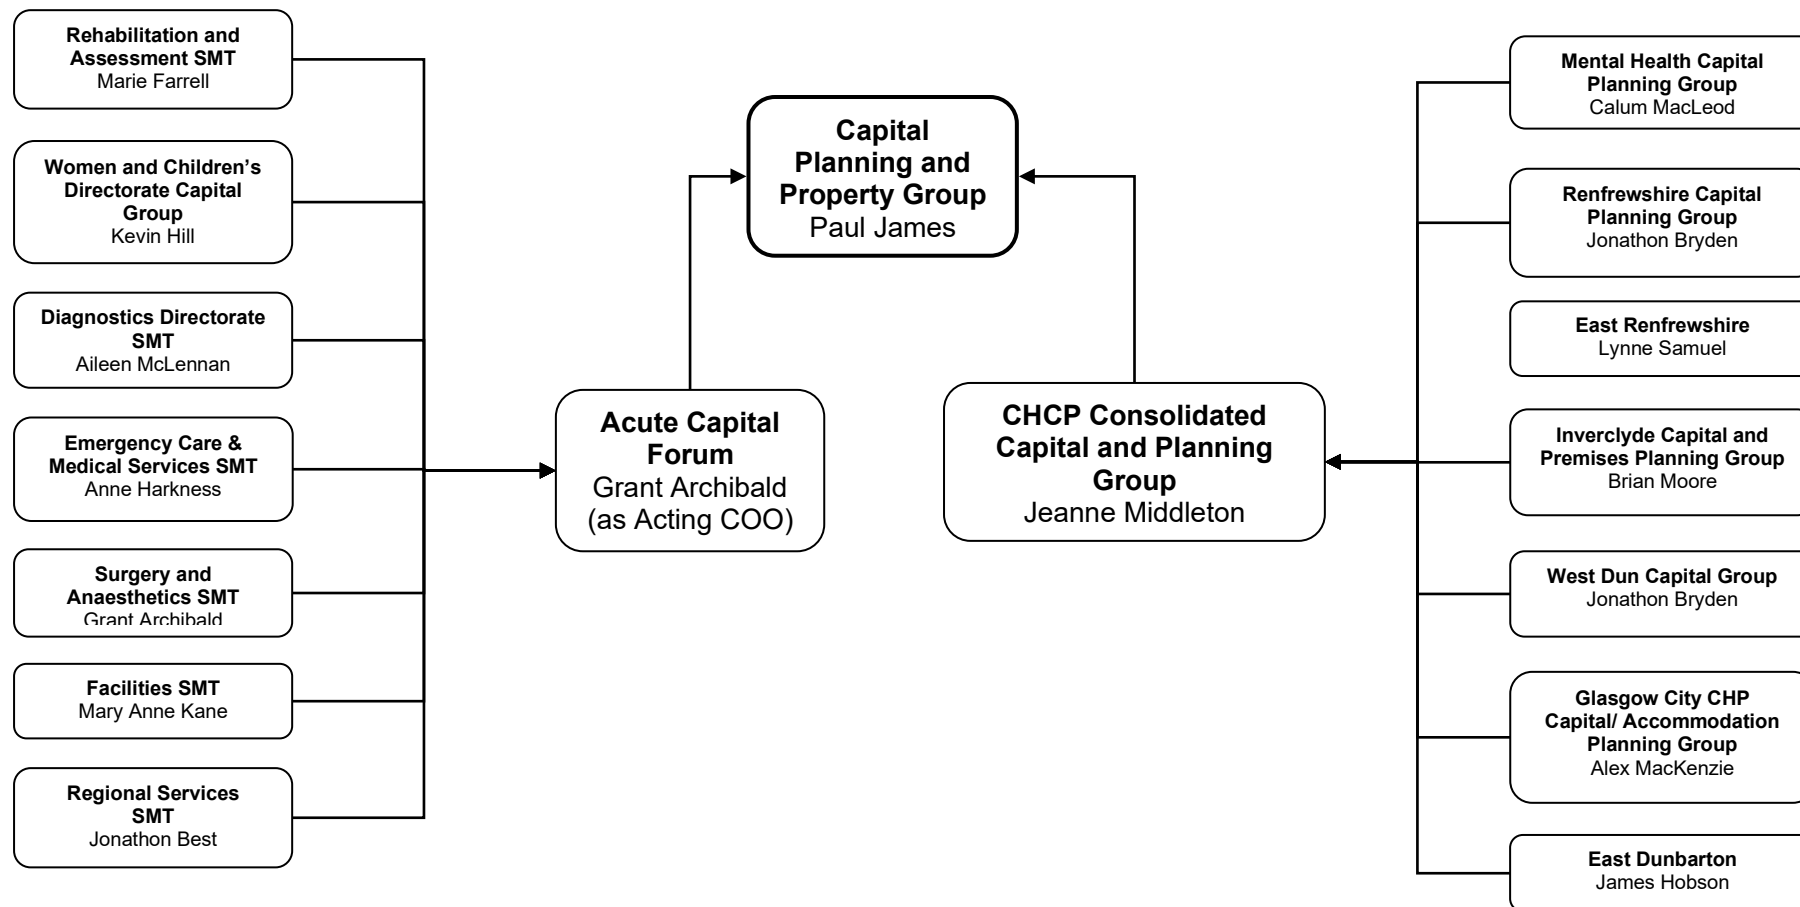 Rehabilitation and
Assessment SMT
Marie Farrell
Women and Children’s
Directorate Capital
Group
Kevin Hill
Diagnostics Directorate
SMT
Aileen McLennan
Emergency Care &
Medical Services SMT
Anne Harkness
Surgery and
Anaesthetics SMT
Grant Archibald
Facilities SMT
Mary Anne Kane
Regional Services
SMT
Jonathon Best
Capital
Planning and
Property Group
Paul James
Acute Capital
Forum
Grant Archibald
(as Acting COO)
CHCP Consolidated
Capital and Planning
Group
Jeanne Middleton
Mental Health Capital
Planning Group
Calum MacLeod
Renfrewshire Capital
Planning Group
Jonathon Bryden
East Renfrewshire
Lynne Samuel
Inverclyde Capital and
Premises Planning Group
Brian Moore
West Dun Capital Group
Jonathon Bryden
Glasgow City CHP
Capital/ Accommodation
Planning Group
Alex MacKenzie
East Dunbarton
James Hobson